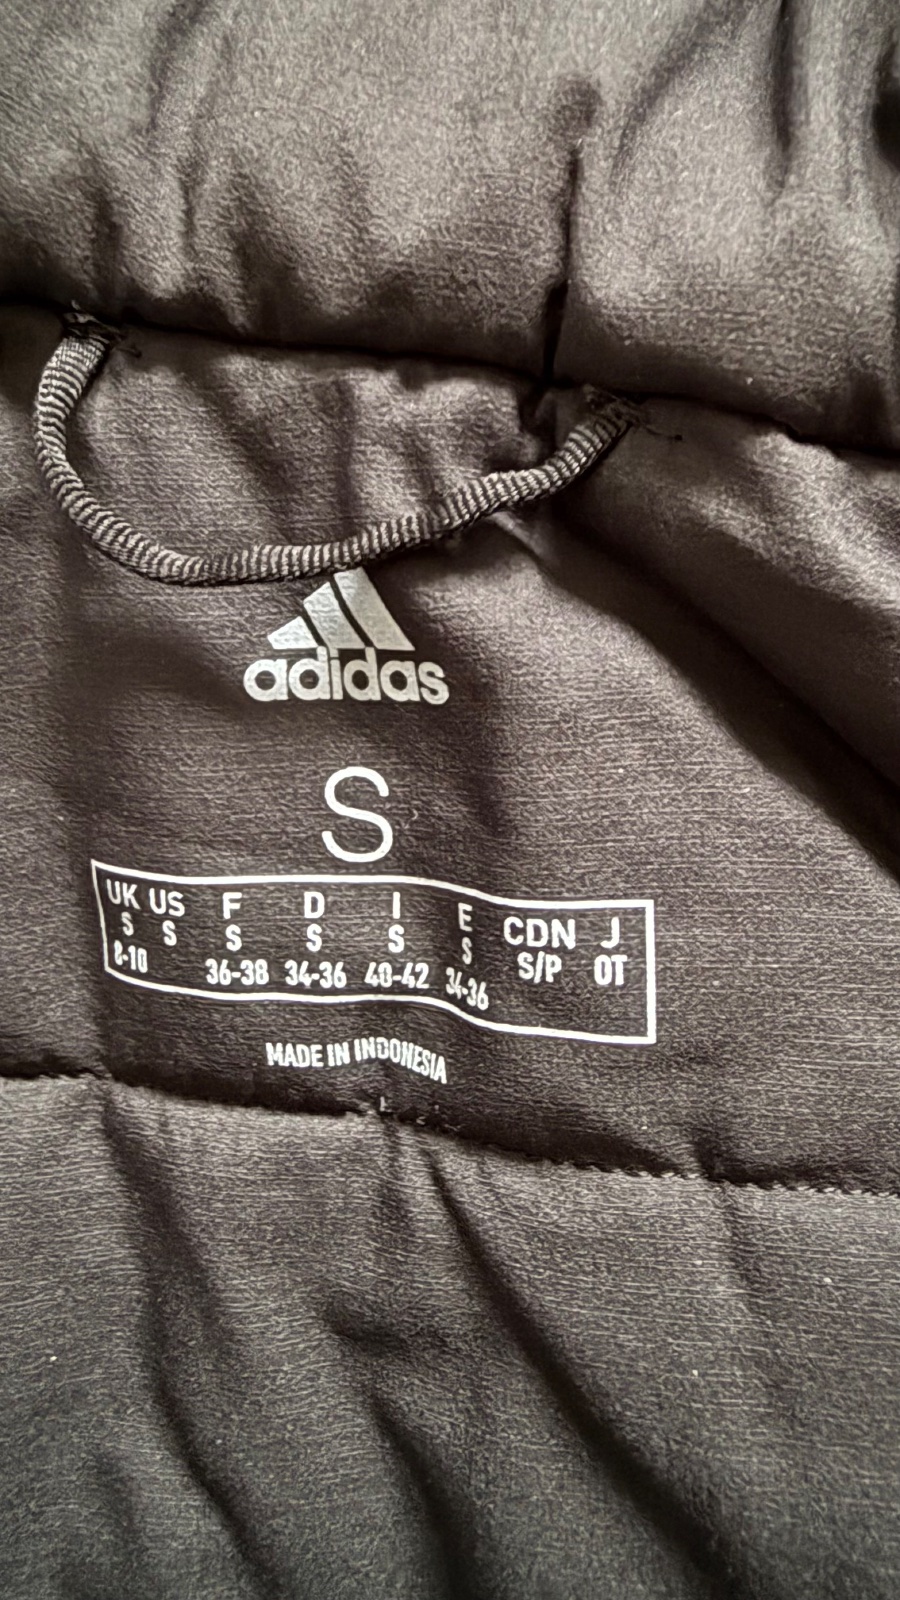 adidas
S
UK US F D I E CDN J
S S S S S S S/P OT
8-10 36-38 34-36 40-42 34-36
MADE IN INDONESIA